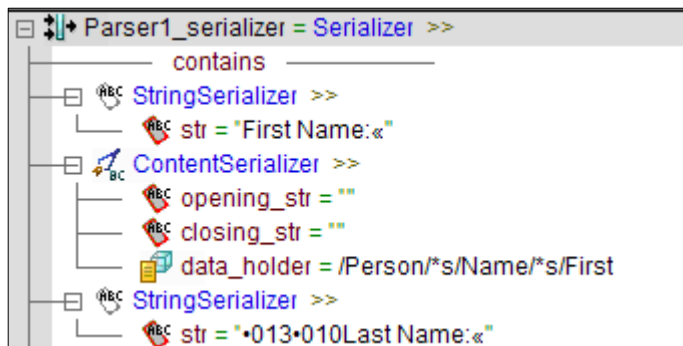 Parser1_serializer = Serializer >>
contains
StringSerializer >>
str = "First Name:«"
ContentSerializer >>
opening_str = ""
closing_str = ""
data_holder = /Person/*s/Name/*s/First
StringSerializer >>
str = "•013•010Last Name:«"